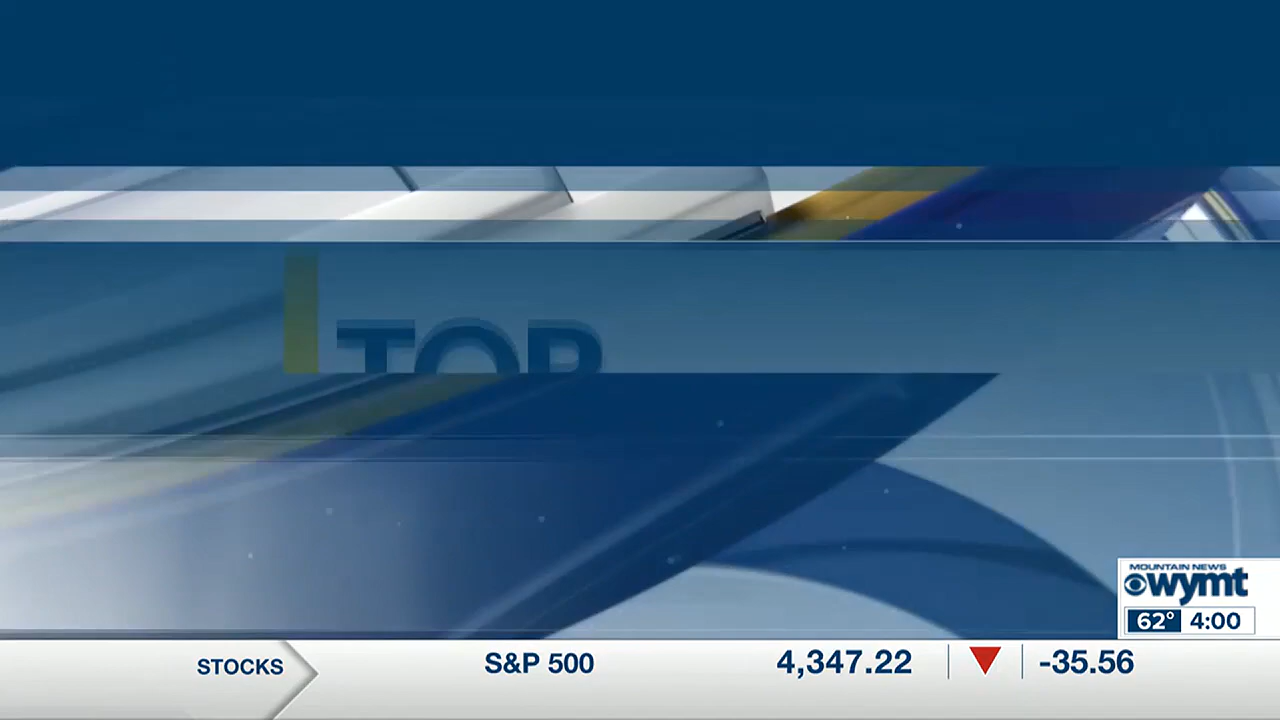 TOP
MOUNTAIN NEWS
wymt
62° 4:00
STOCKS S&P 500 4,347.22 -35.56